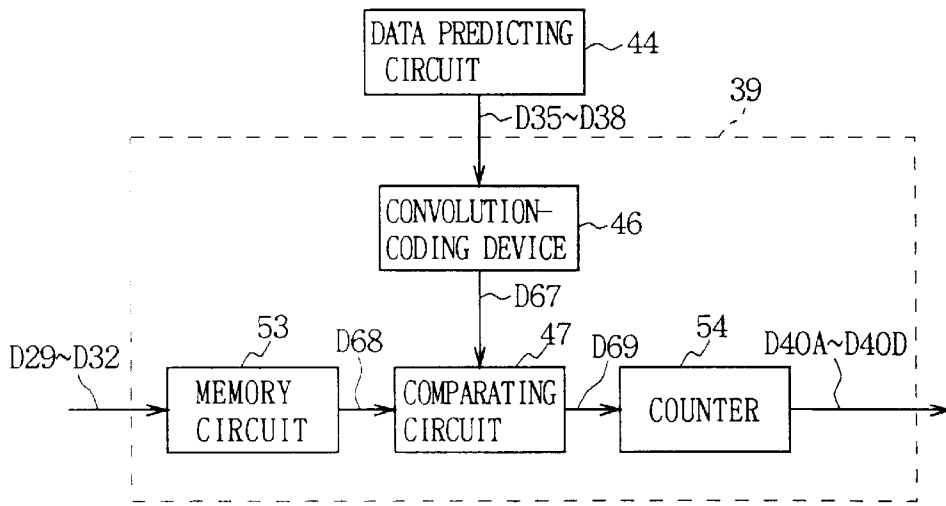 DATA PREDICTING
CIRCUIT
44
D35~D38
39
CONVOLUTION-
CODING DEVICE
46
D67
D29~D32
53
MEMORY
CIRCUIT
D68
47
COMPARATING
CIRCUIT
D69
54
COUNTER
D40A~D40D